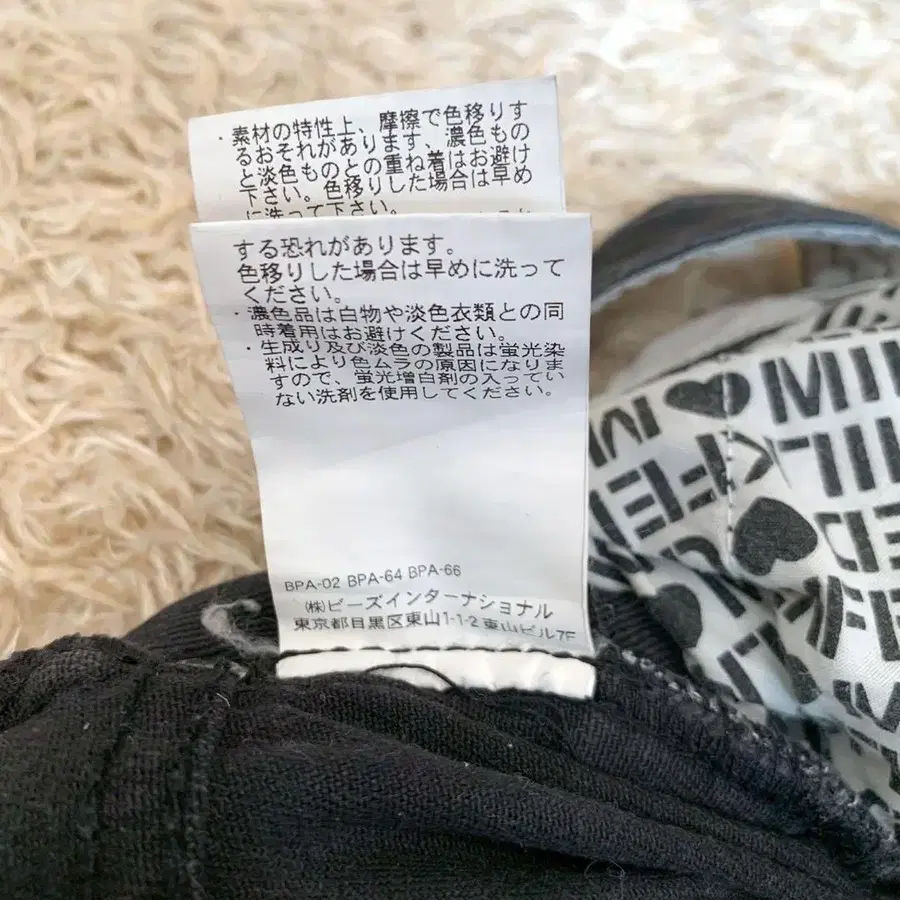 ・素材の特性上、摩擦で色移りす
るおそれがあります、濃色もの
と淡色ものとの重ね着はお避け
下さい。色移りした場合は早め
に洗って下さい。
する恐れがあります。
色移りした場合は早めに洗って
ください。
・濃色品は白物や淡色衣類との同
時着用はお避けください。
・生成り及び淡色の製品は蛍光染
料により色ムラの原因になりま
すので、蛍光増白剤の入ってい
ない洗剤を使用してください。
BPA-02 BPA-64 BPA-66
(株)ビーズインターナショナル
東京都目黒区東山1-1-2 東山ビル7F
MILK
MILK